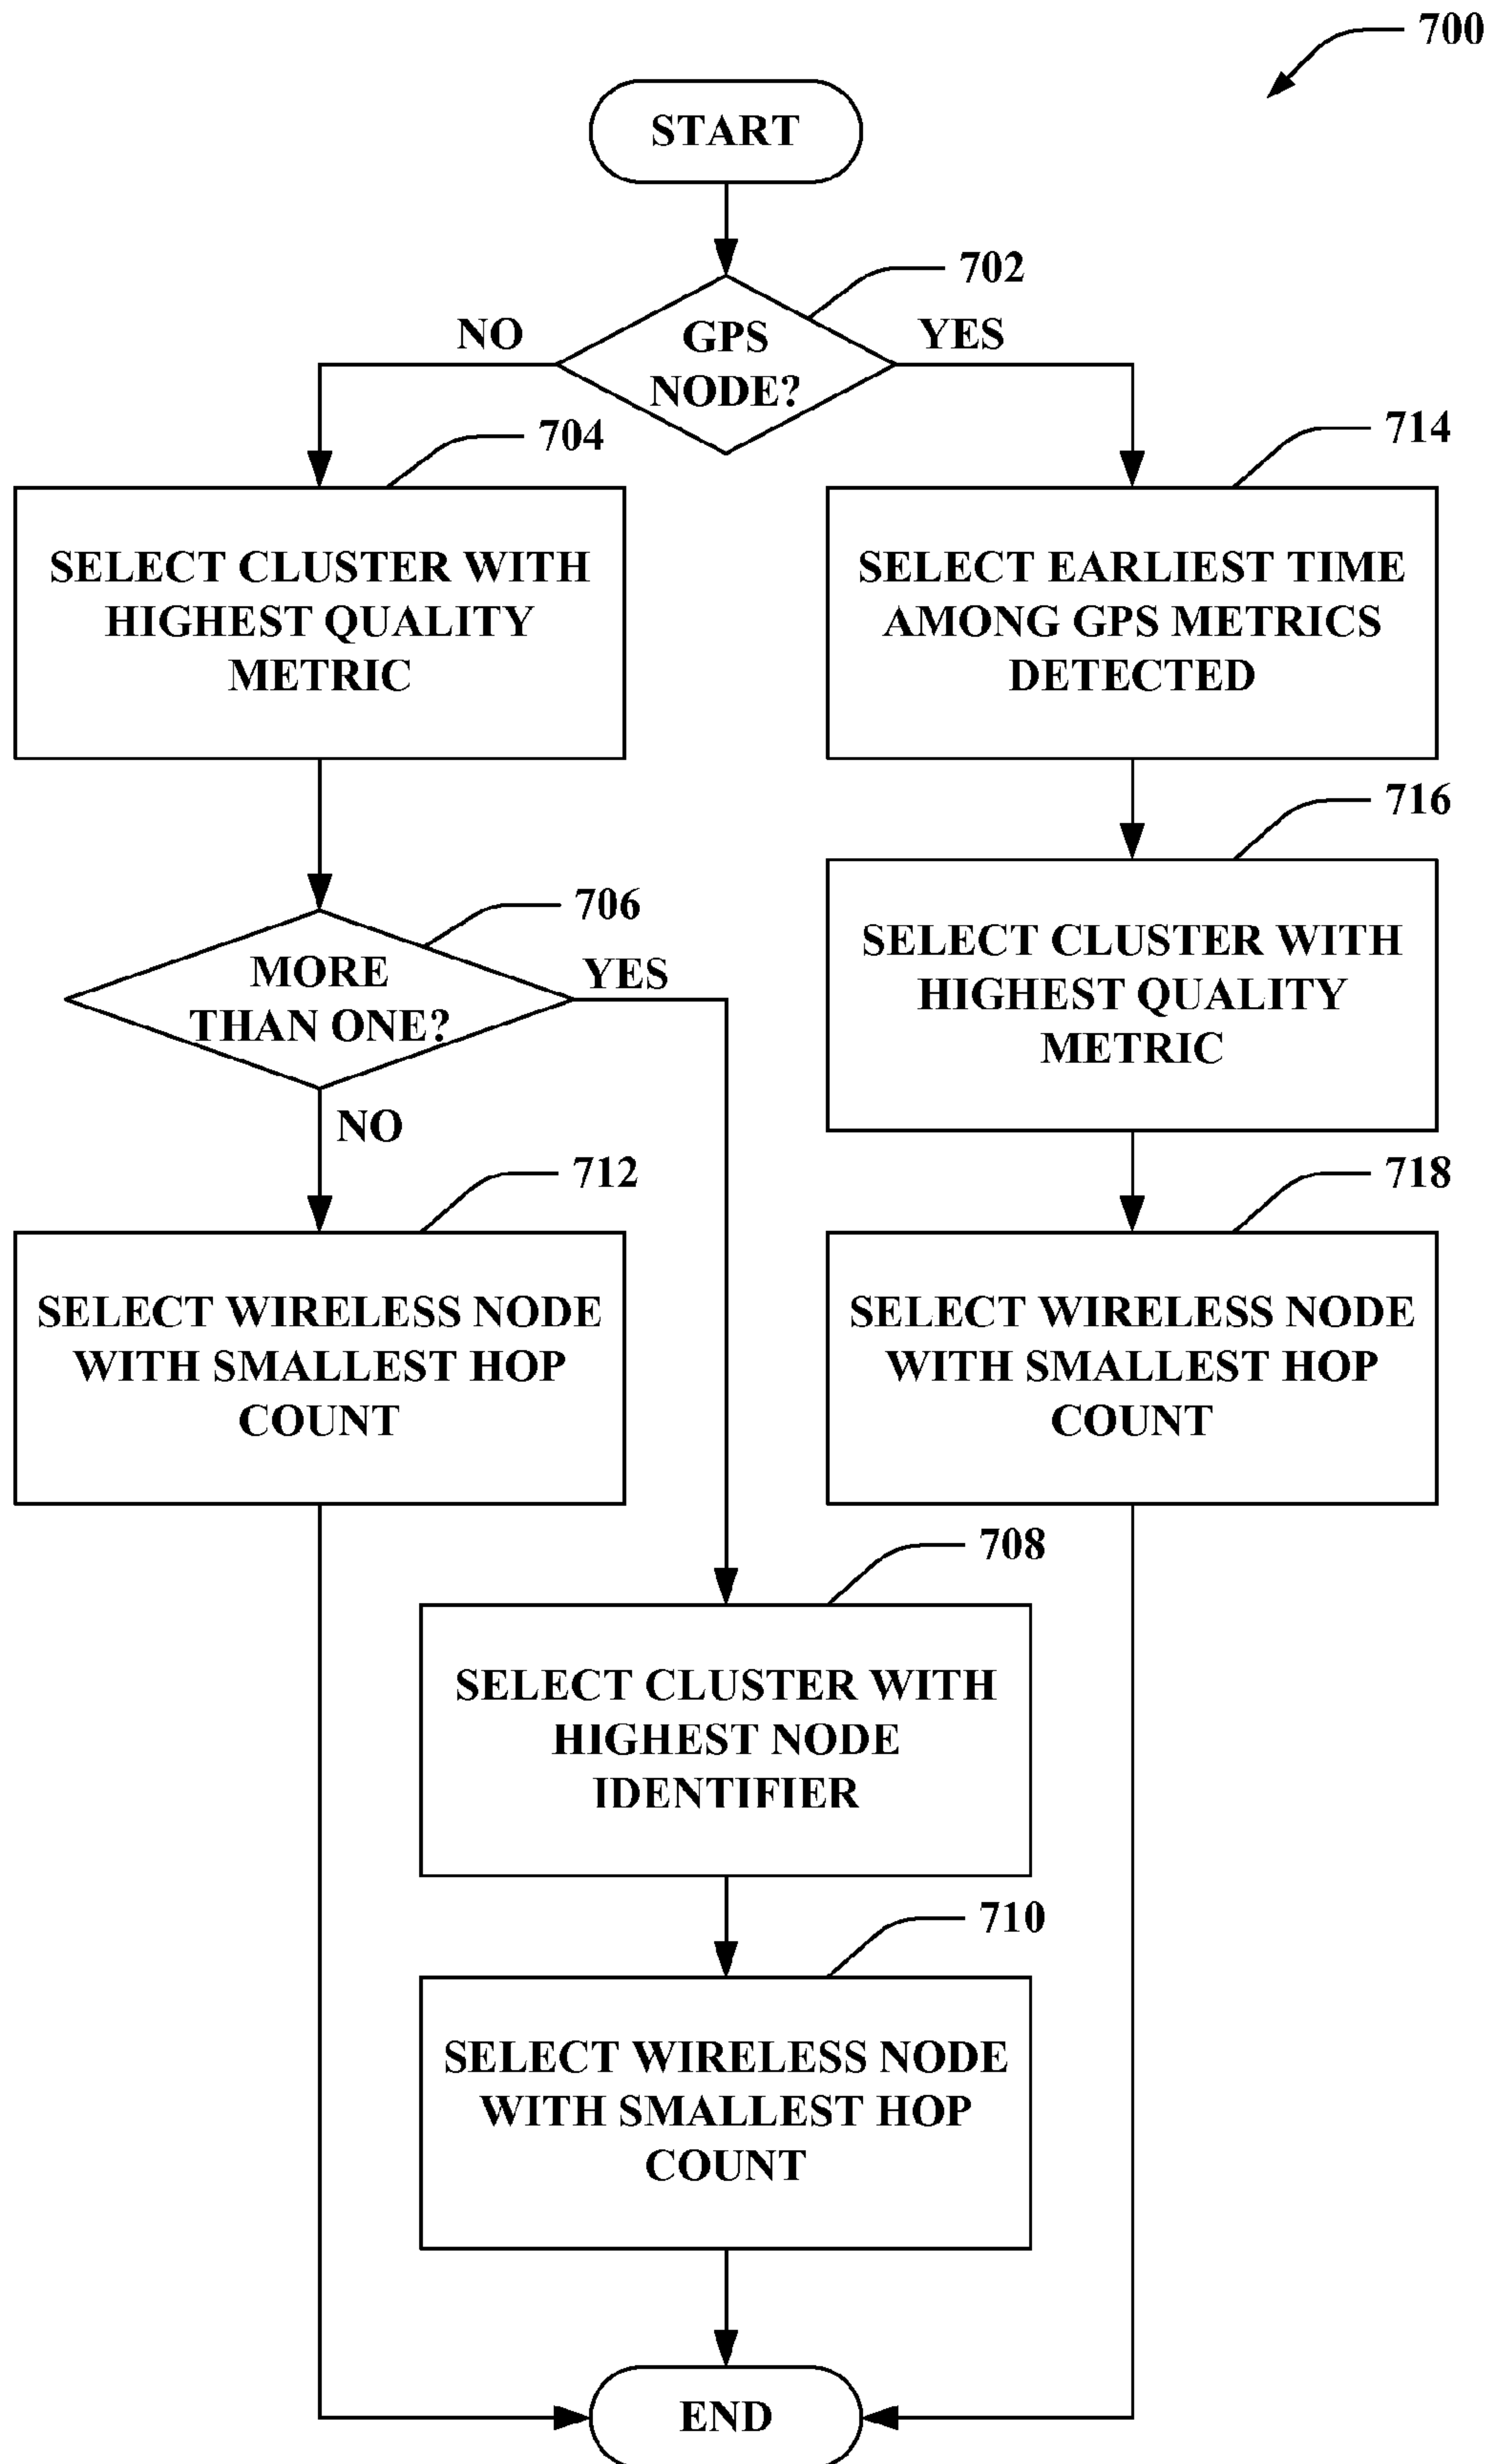 700
START
702
NO
GPS
NODE?
YES
704
714
SELECT CLUSTER WITH
HIGHEST QUALITY
METRIC
SELECT EARLIEST TIME
AMONG GPS METRICS
DETECTED
716
706
MORE
THAN ONE?
YES
SELECT CLUSTER WITH
HIGHEST QUALITY
METRIC
NO
712
718
SELECT WIRELESS NODE
WITH SMALLEST HOP
COUNT
SELECT WIRELESS NODE
WITH SMALLEST HOP
COUNT
708
SELECT CLUSTER WITH
HIGHEST NODE
IDENTIFIER
710
SELECT WIRELESS NODE
WITH SMALLEST HOP
COUNT
END